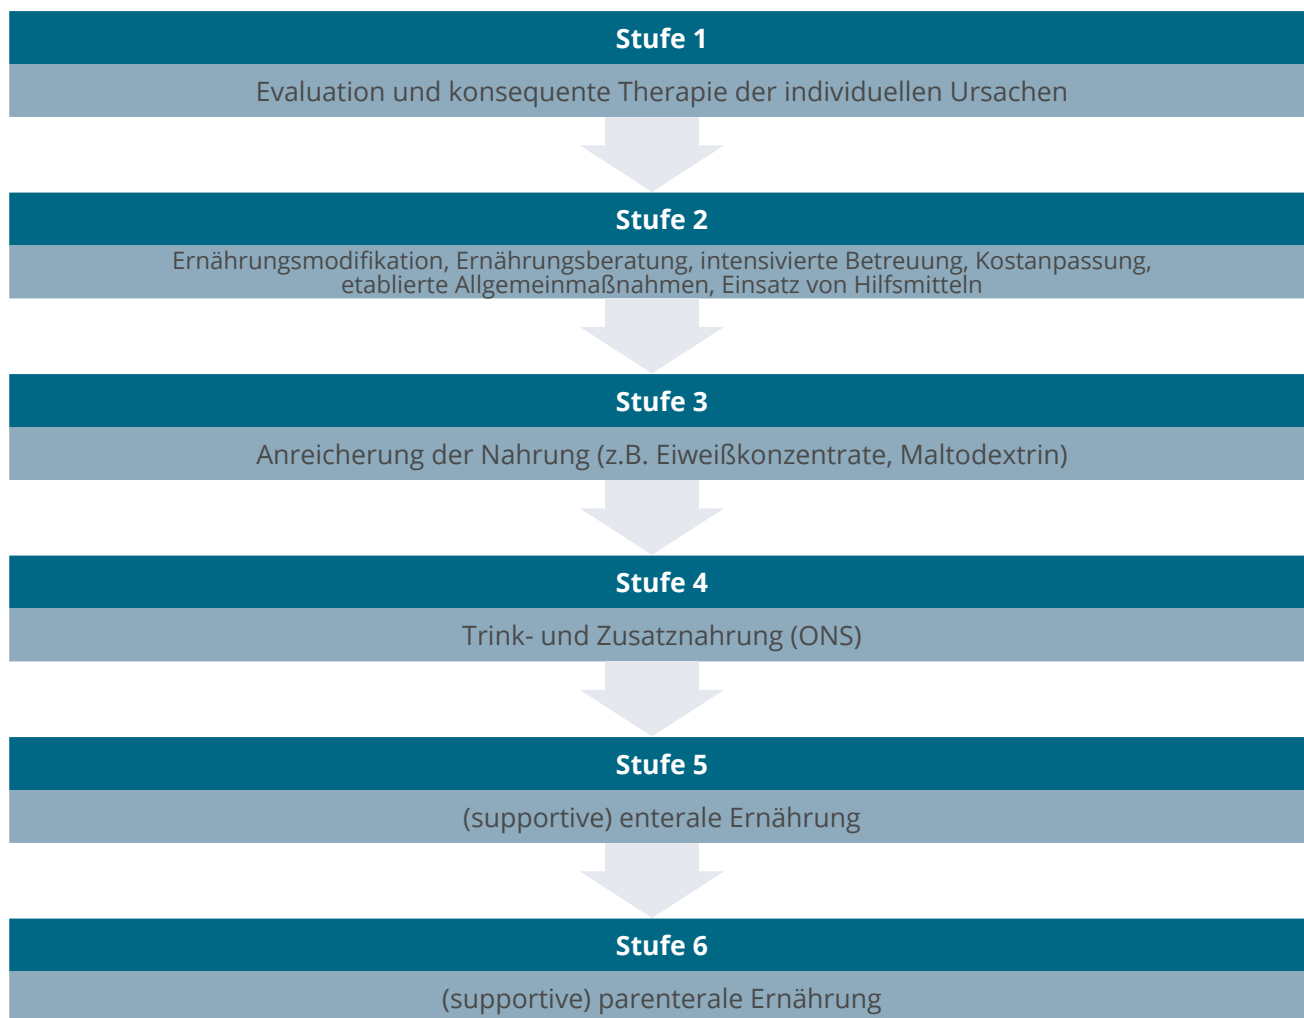 Stufe 1
Evaluation und konsequente Therapie der individuellen Ursachen
Stufe 2
Ernährungsmodifikation, Ernährungsberatung, intensivierte Betreuung, Kostanpassung,
etablierte Allgemeinmaßnahmen, Einsatz von Hilfsmitteln
Stufe 3
Anreicherung der Nahrung (z.B. Eiweißkonzentrate, Maltodextrin)
Stufe 4
Trink- und Zusatznahrung (ONS)
Stufe 5
(supportive) enterale Ernährung
Stufe 6
(supportive) parenterale Ernährung